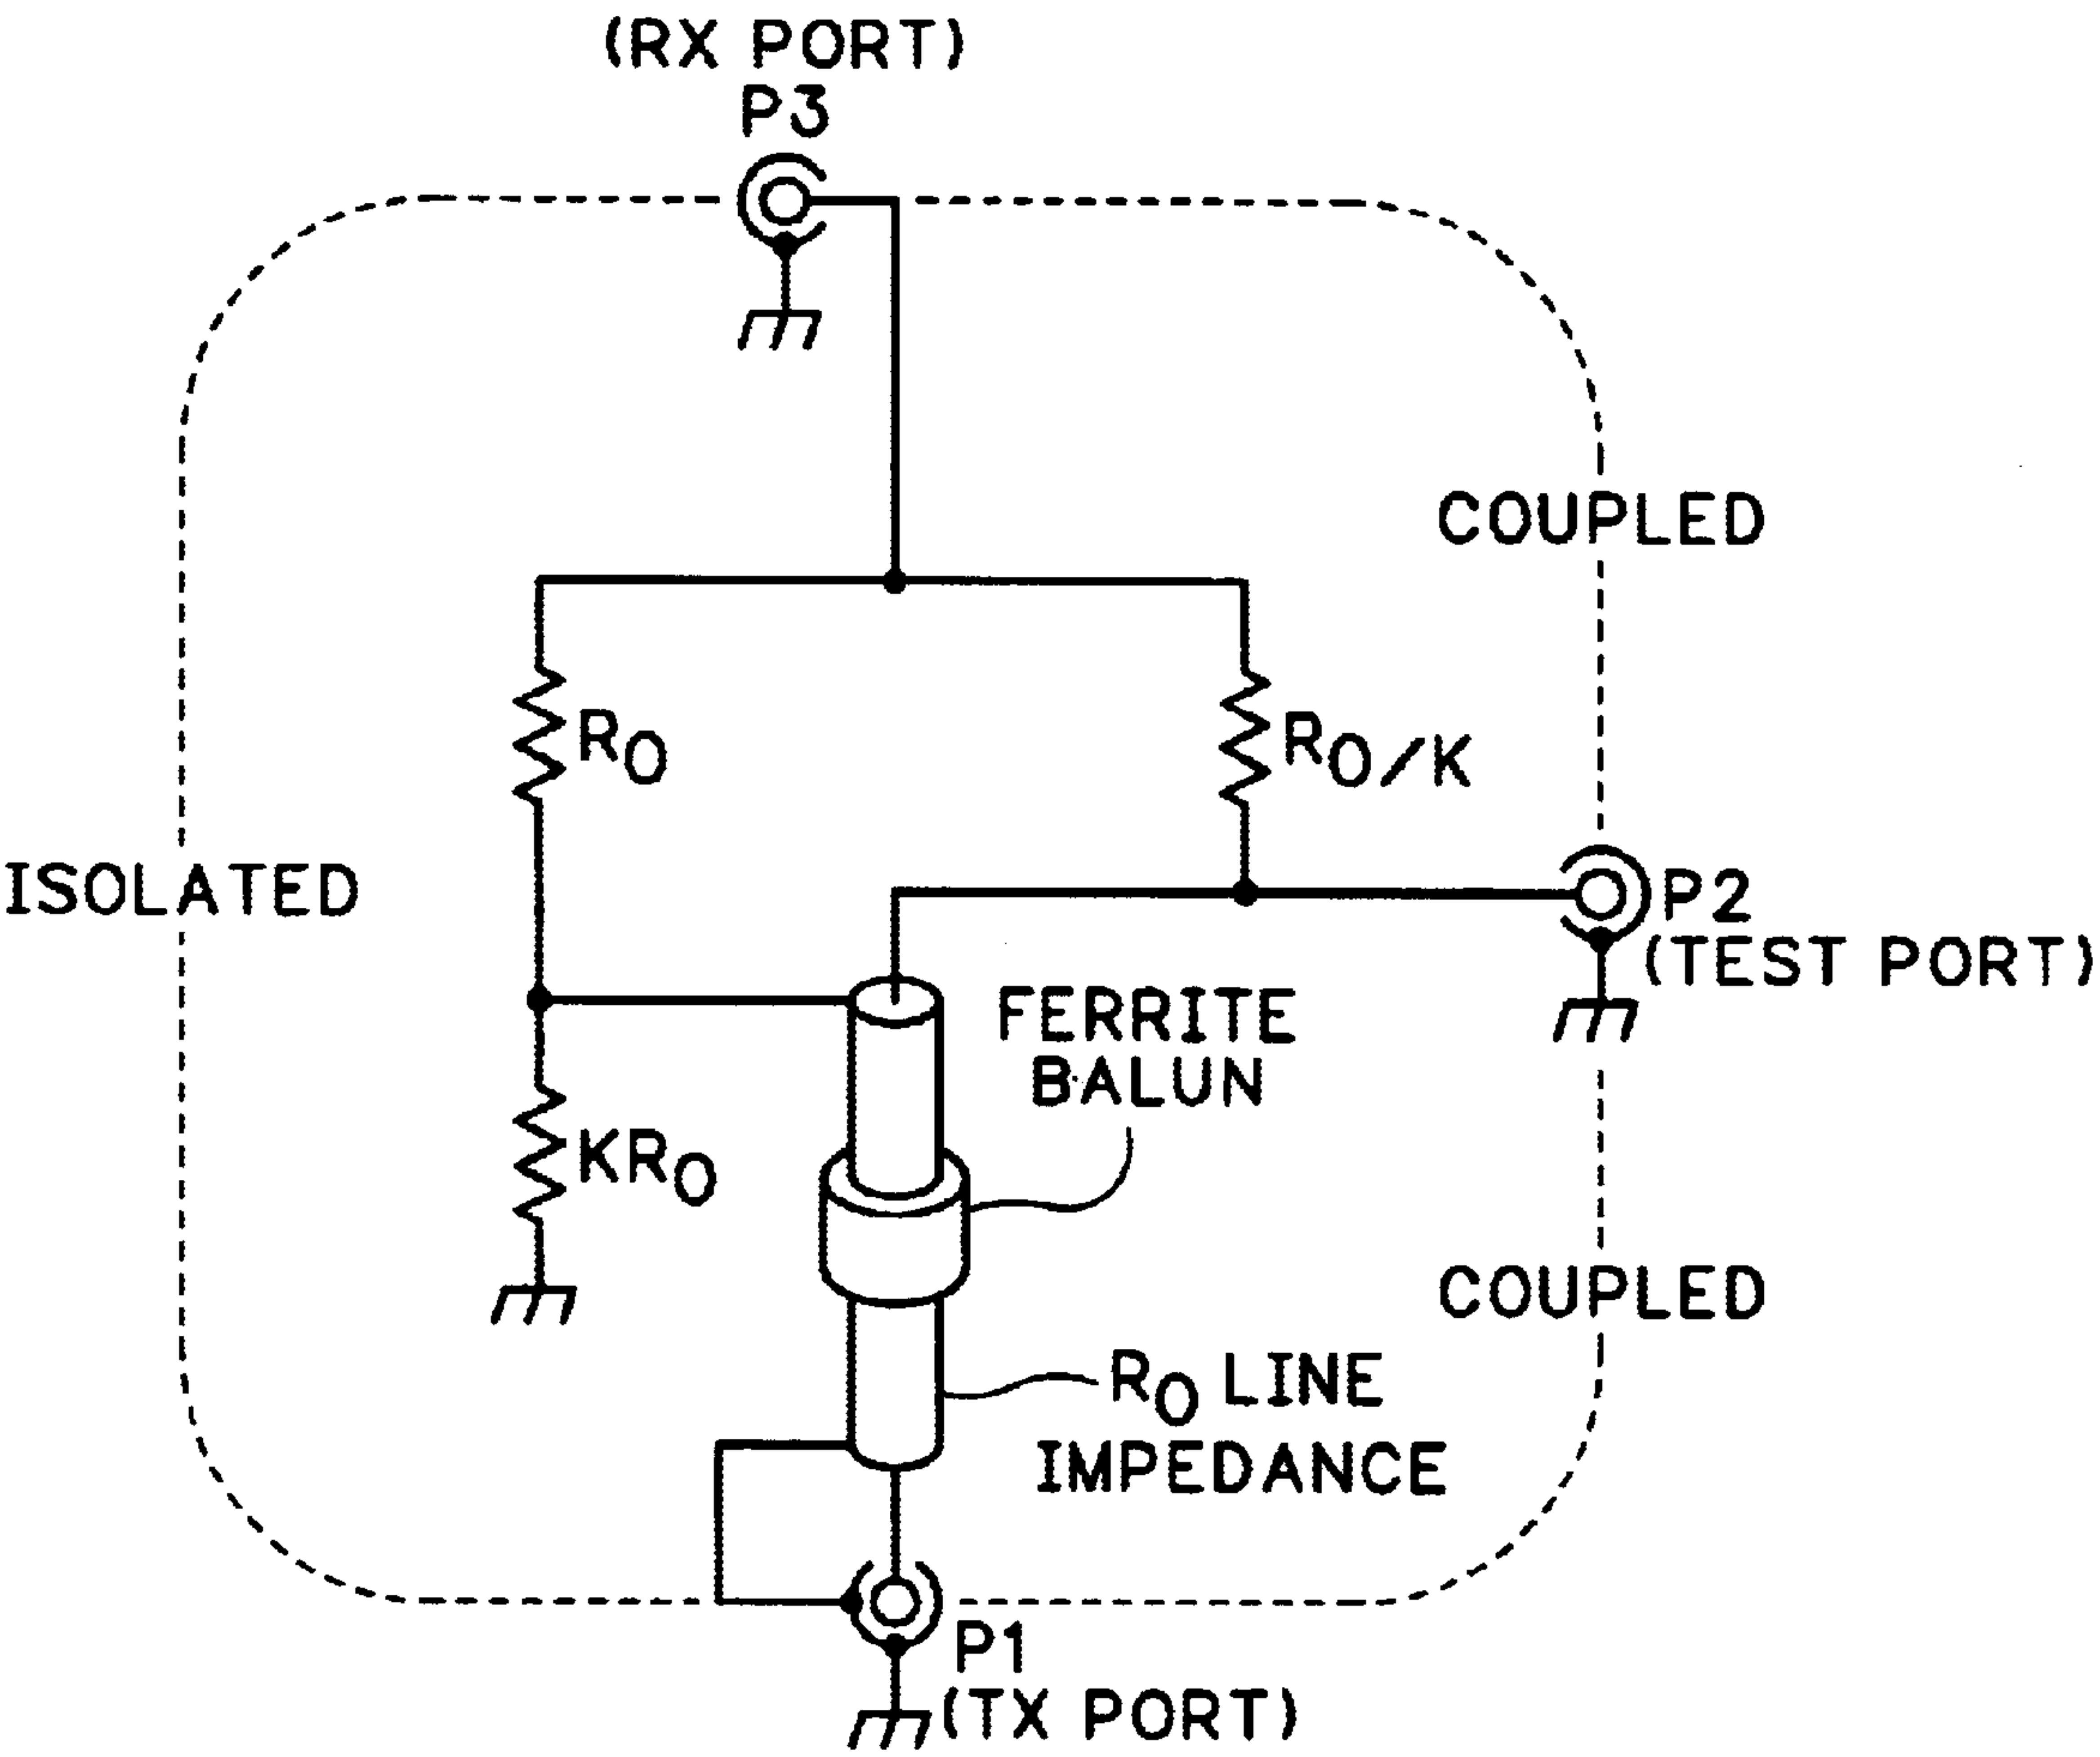 (RX PORT)
P3
COUPLED
RO
RO/K
ISOLATED
P2
(TEST PORT)
FERRITE
BALUN
KRO
COUPLED
RO LINE
IMPEDANCE
P1
(TX PORT)